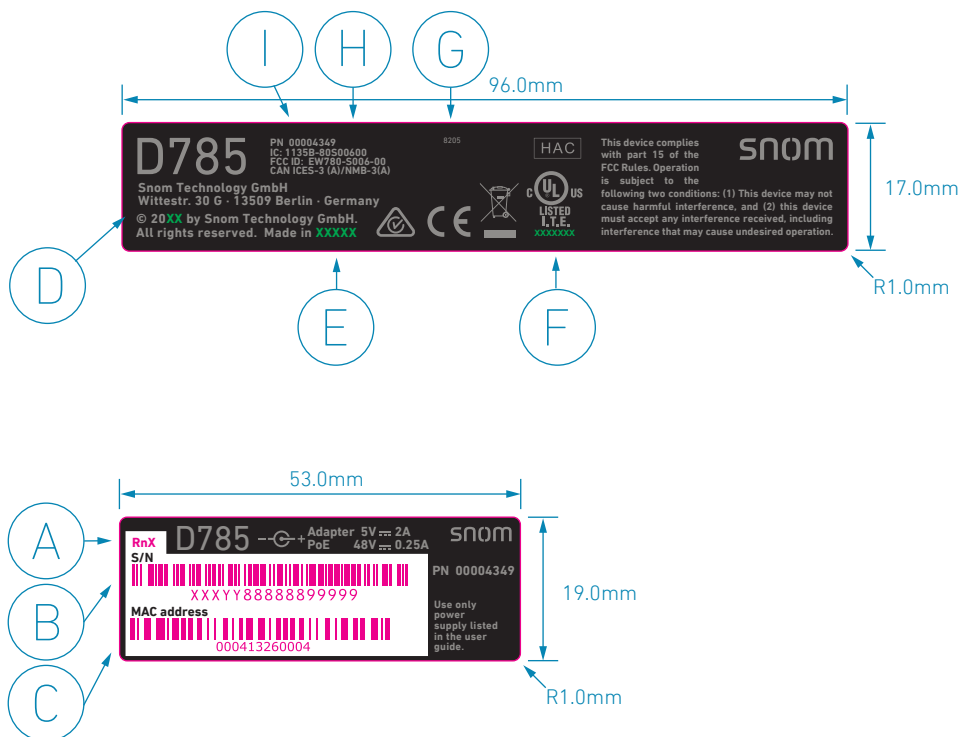 I
H
G
96.0mm
D785
PN 00004349
IC: 1135B-80S00600
FCC ID: EW780-S006-00
CAN ICES-3 (A)/NMB-3(A)
Snom Technology GmbH
Wittestr. 30 G · 13509 Berlin · Germany
© 20XX by Snom Technology GmbH.
All rights reserved. Made in XXXXX
8205
HAC
C UL US
LISTED
I.T.E.
XXXXXXX
This device complies
with part 15 of the
FCC Rules. Operation
is subject to the
following two conditions: (1) This device may not
cause harmful interference, and (2) this device
must accept any interference received, including
interference that may cause undesired operation.
snom
17.0mm
R1.0mm
D
E
F
53.0mm
A
B
C
RnX
D785
Adapter 5V 2A
PoE 48V 0.25A
snom
S/N
XXXYY88888899999
MAC address
000413260004
PN 00004349
Use only
power
supply listed
in the user
guide.
19.0mm
R1.0mm